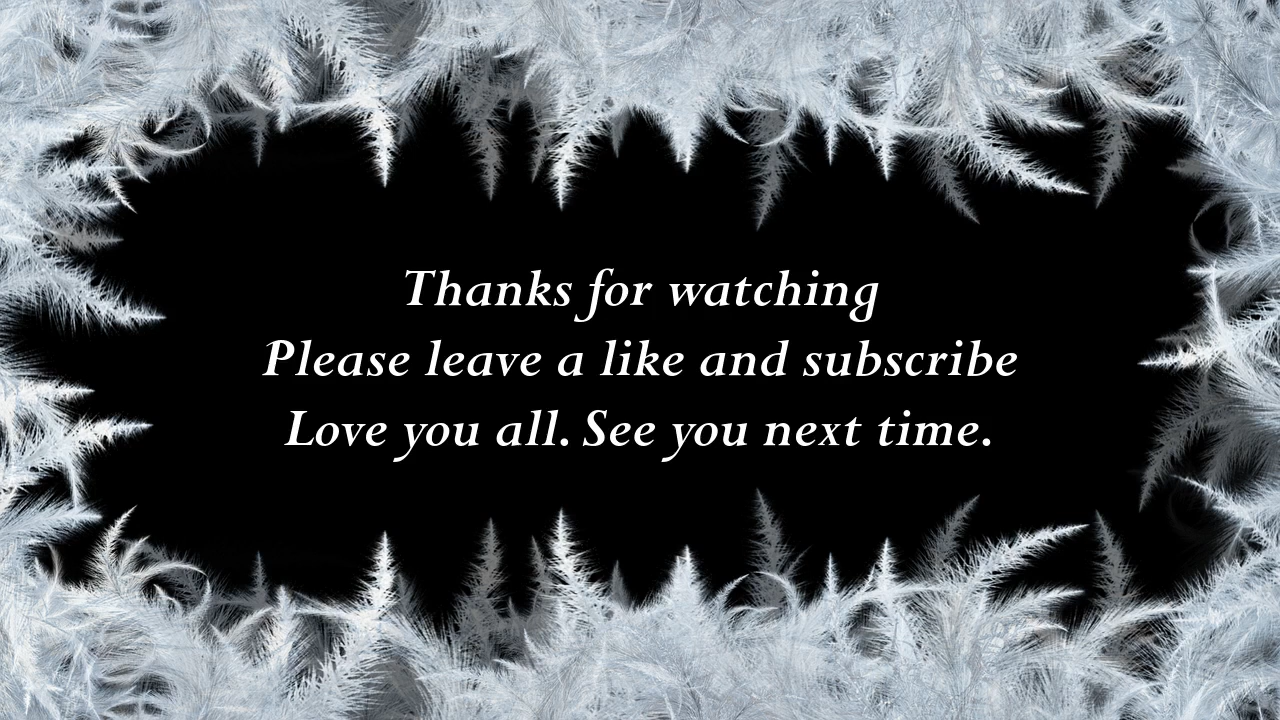 Thanks for watching
Please leave a like and subscribe
Love you all. See you next time.